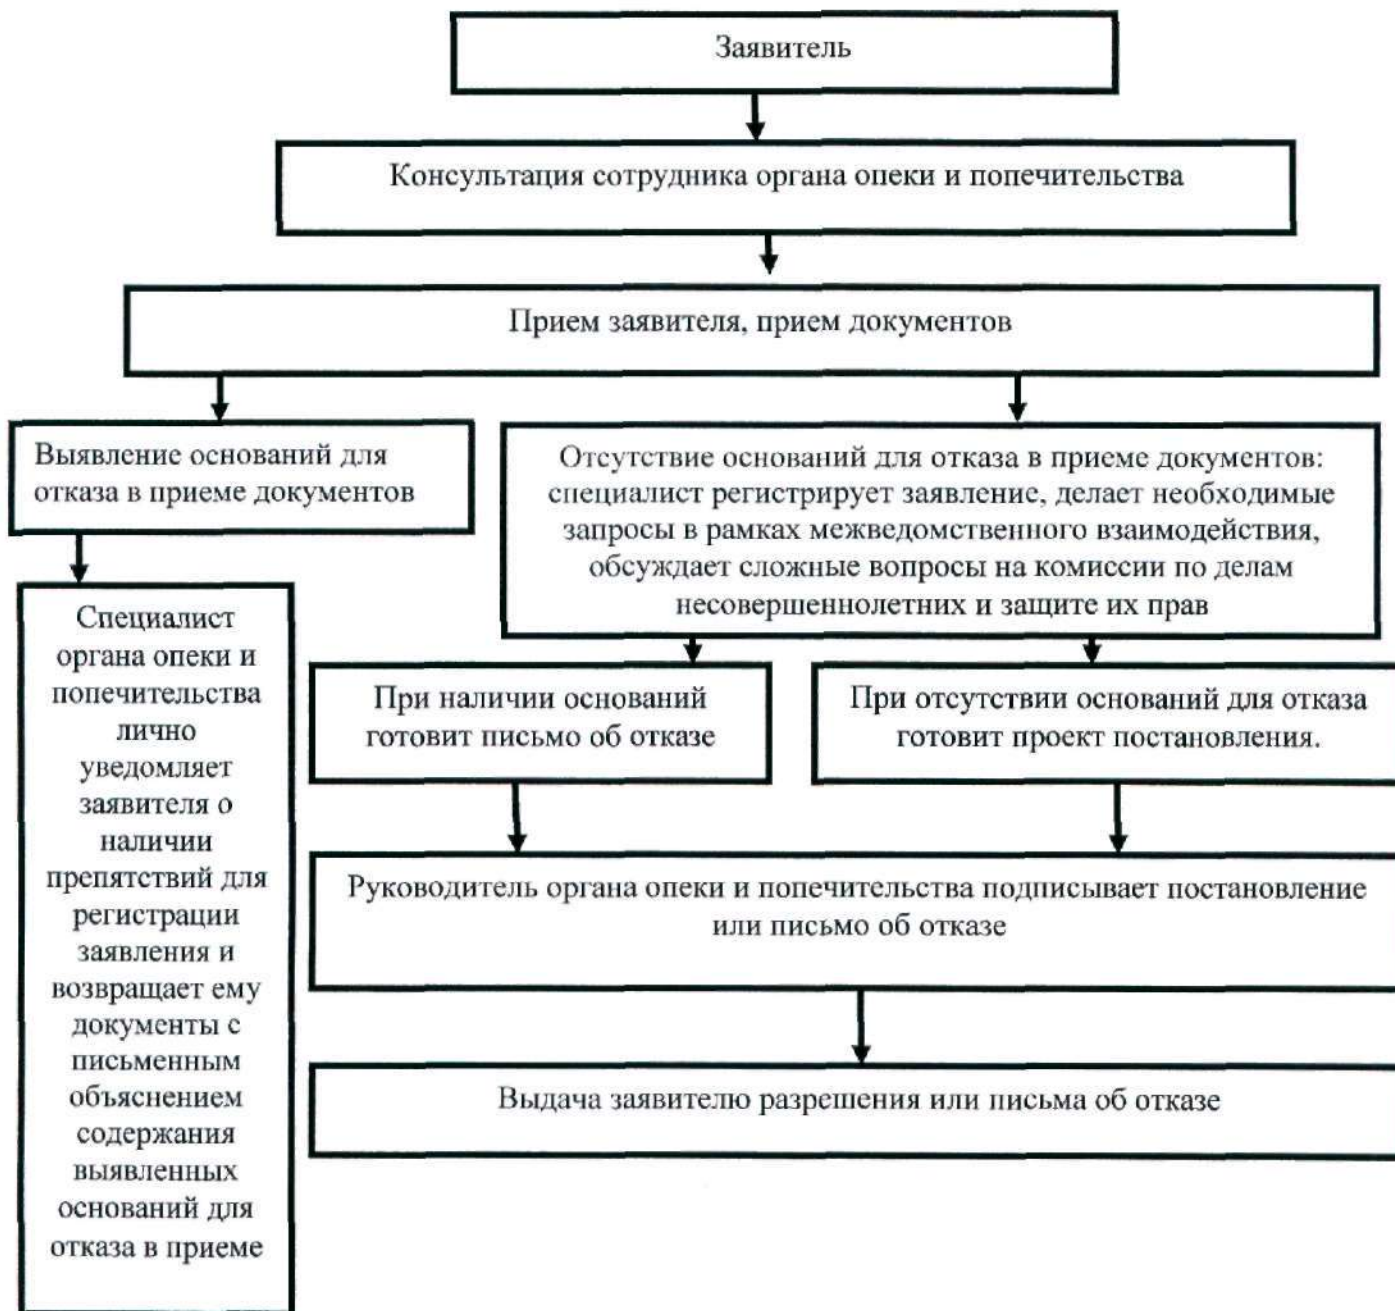 Заявитель
Консультация сотрудника органа опеки и попечительства
Прием заявителя, прием документов
Выявление оснований для
отказа в приеме документов
Отсутствие оснований для отказа в приеме документов:
специалист регистрирует заявление, делает необходимые
запросы в рамках межведомственного взаимодействия,
обсуждает сложные вопросы на комиссии по делам
несовершеннолетних и защите их прав
Специалист
органа опеки и
попечительства
лично
уведомляет
заявителя о
наличии
препятствий для
регистрации
заявления и
возвращает ему
документы с
письменным
объяснением
содержания
выявленных
оснований для
отказа в приеме
При наличии оснований
готовит письмо об отказе
При отсутствии оснований для отказа
готовит проект постановления.
Руководитель органа опеки и попечительства подписывает постановление
или письмо об отказе
Выдача заявителю разрешения или письма об отказе